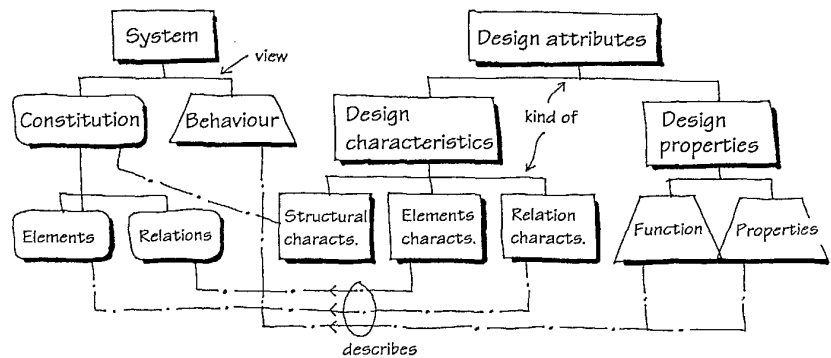 System
Design attributes
view
Constitution
Behaviour
Design
characteristics
kind of
Design
properties
Elements
Relations
Structural
characts.
Elements
characts.
Relation
characts.
Function
Properties
describes